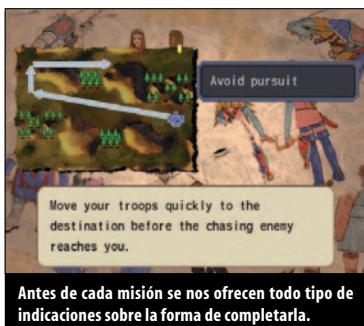 Avoid pursuit
Move your troops quickly to the
destination before the chasing enemy
reaches you.
Antes de cada misión se nos ofrecen todo tipo de
indicaciones sobre la forma de completarla.